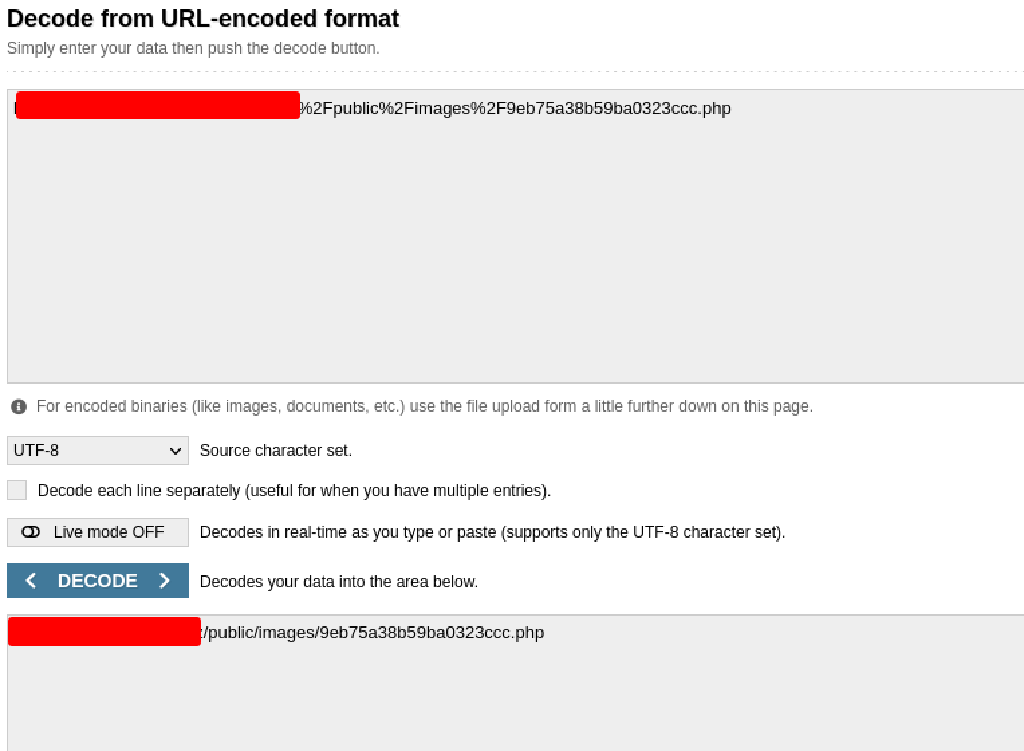 Decode from URL-encoded format
Simply enter your data then push the decode button.
%2Fpublic%2Fimages%2F9eb75a38b59ba0323ccc.php
For encoded binaries (like images, documents, etc.) use the file upload form a little further down on this page.
UTF-8 Source character set.
Decode each line separately (useful for when you have multiple entries).
Live mode OFF Decodes in real-time as you type or paste (supports only the UTF-8 character set).
< DECODE > Decodes your data into the area below.
/public/images/9eb75a38b59ba0323ccc.php